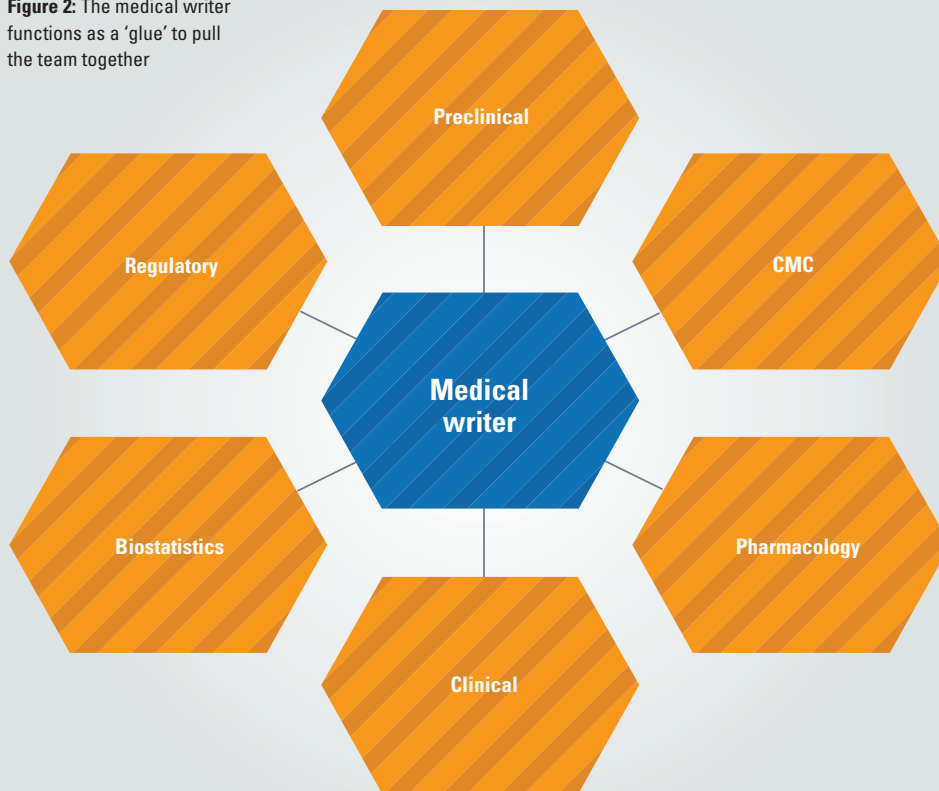 Figure 2: The medical writer
functions as a ‘glue’ to pull
the team together
Preclinical
Regulatory
CMC
Medical
writer
Biostatistics
Pharmacology
Clinical